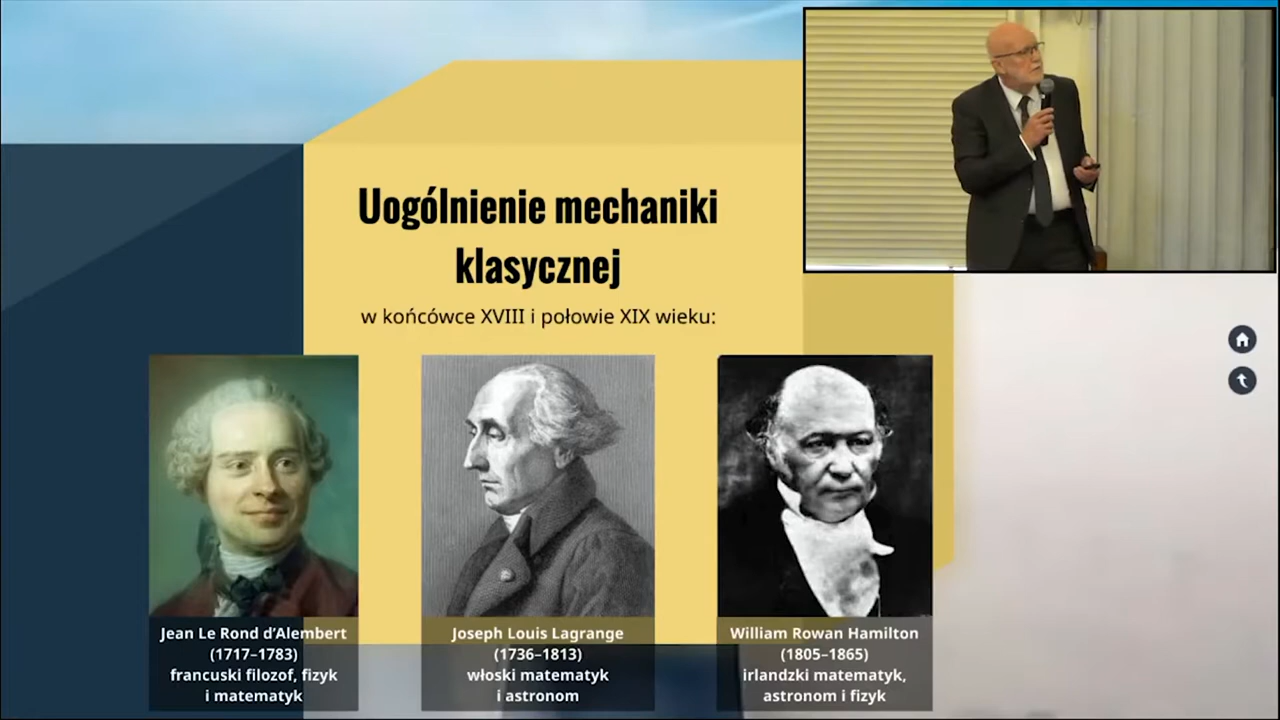 Uogólnienie mechaniki
klasycznej
w końcówce XVIII i połowie XIX wieku:
Jean Le Rond d’Alembert
(1717–1783)
francuski filozof, fizyk
i matematyk
Joseph Louis Lagrange
(1736–1813)
włoski matematyk
i astronom
William Rowan Hamilton
(1805–1865)
irlandzki matematyk,
astronom i fizyk